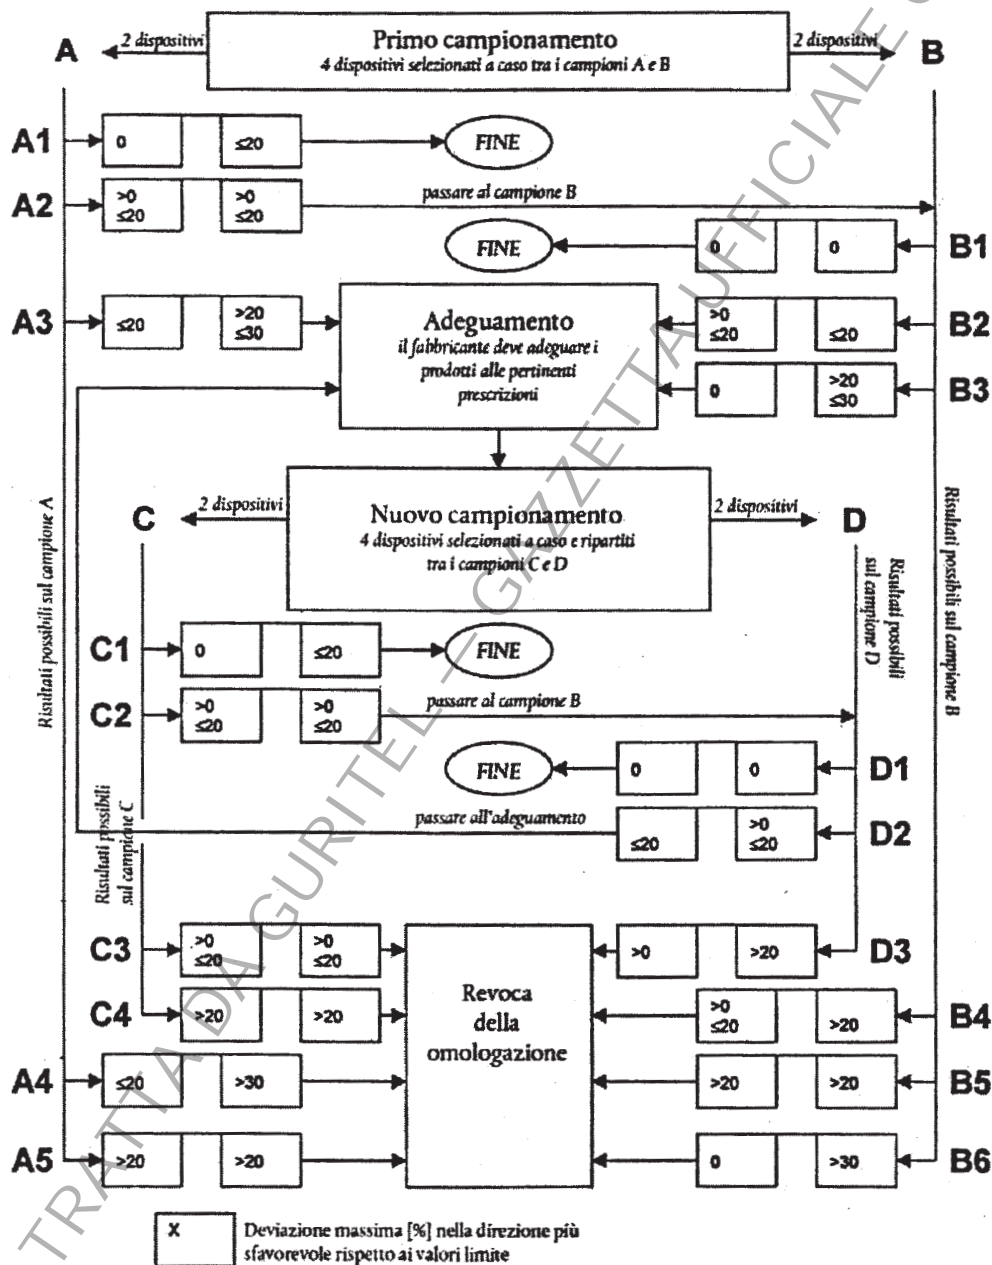 A
2 dispositivi
Primo campionamento
4 dispositivi selezionati a caso tra i campioni A e B
2 dispositivi
B
A1
0
≤20
FINE
A2
>0
≤20
>0
≤20
passare al campione B
FINE
0
0
B1
A3
≤20
>20
≤30
Adeguamento
il fabbricante deve adeguare i
prodotti alle pertinenti
prescrizioni
>0
≤20
≤20
B2
0
>20
≤30
B3
Risultati possibili sul campione A
C
2 dispositivi
Nuovo campionamento
4 dispositivi selezionati a caso e ripartiti
tra i campioni C e D
2 dispositivi
D
Risultati possibili
sul campione D
Risultati possibili sul campione B
C1
0
≤20
FINE
C2
>0
≤20
>0
≤20
passare al campione B
FINE
0
0
D1
Risultati possibili
sul campione C
passare all'adeguamento
≤20
>0
≤20
D2
C3
>0
≤20
>0
≤20
Revoca
della
omologazione
>0
>20
D3
C4
>20
>20
>0
≤20
>20
B4
A4
≤20
>30
>20
>20
B5
A5
>20
>20
0
>30
B6
X
Deviazione massima [%] nella direzione più
sfavorevole rispetto ai valori limite
TRATTA DA GURITEL — GAZZETTA UFFICIALE